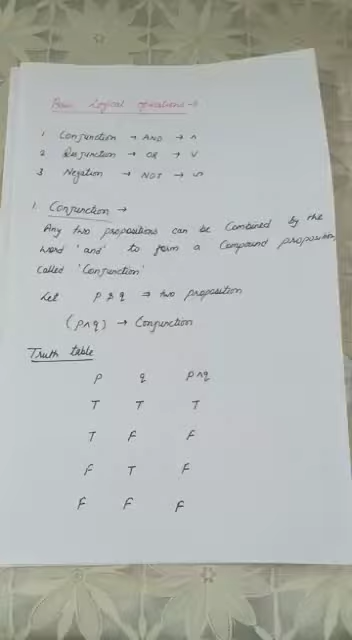 Basic Logical operations →
1 Conjunction → AND → ∧
2 Disjunction → OR → ∨
3 Negation → NOT → ∽
1. Conjunction →
Any two propositions can be Combined by the
word 'and' to form a Compound proposition
Called 'Conjunction'
Let p & q ⇒ two proposition
(p∧q) → Conjunction
Truth table
p q p∧q
T T T
T F F
F T F
F F F